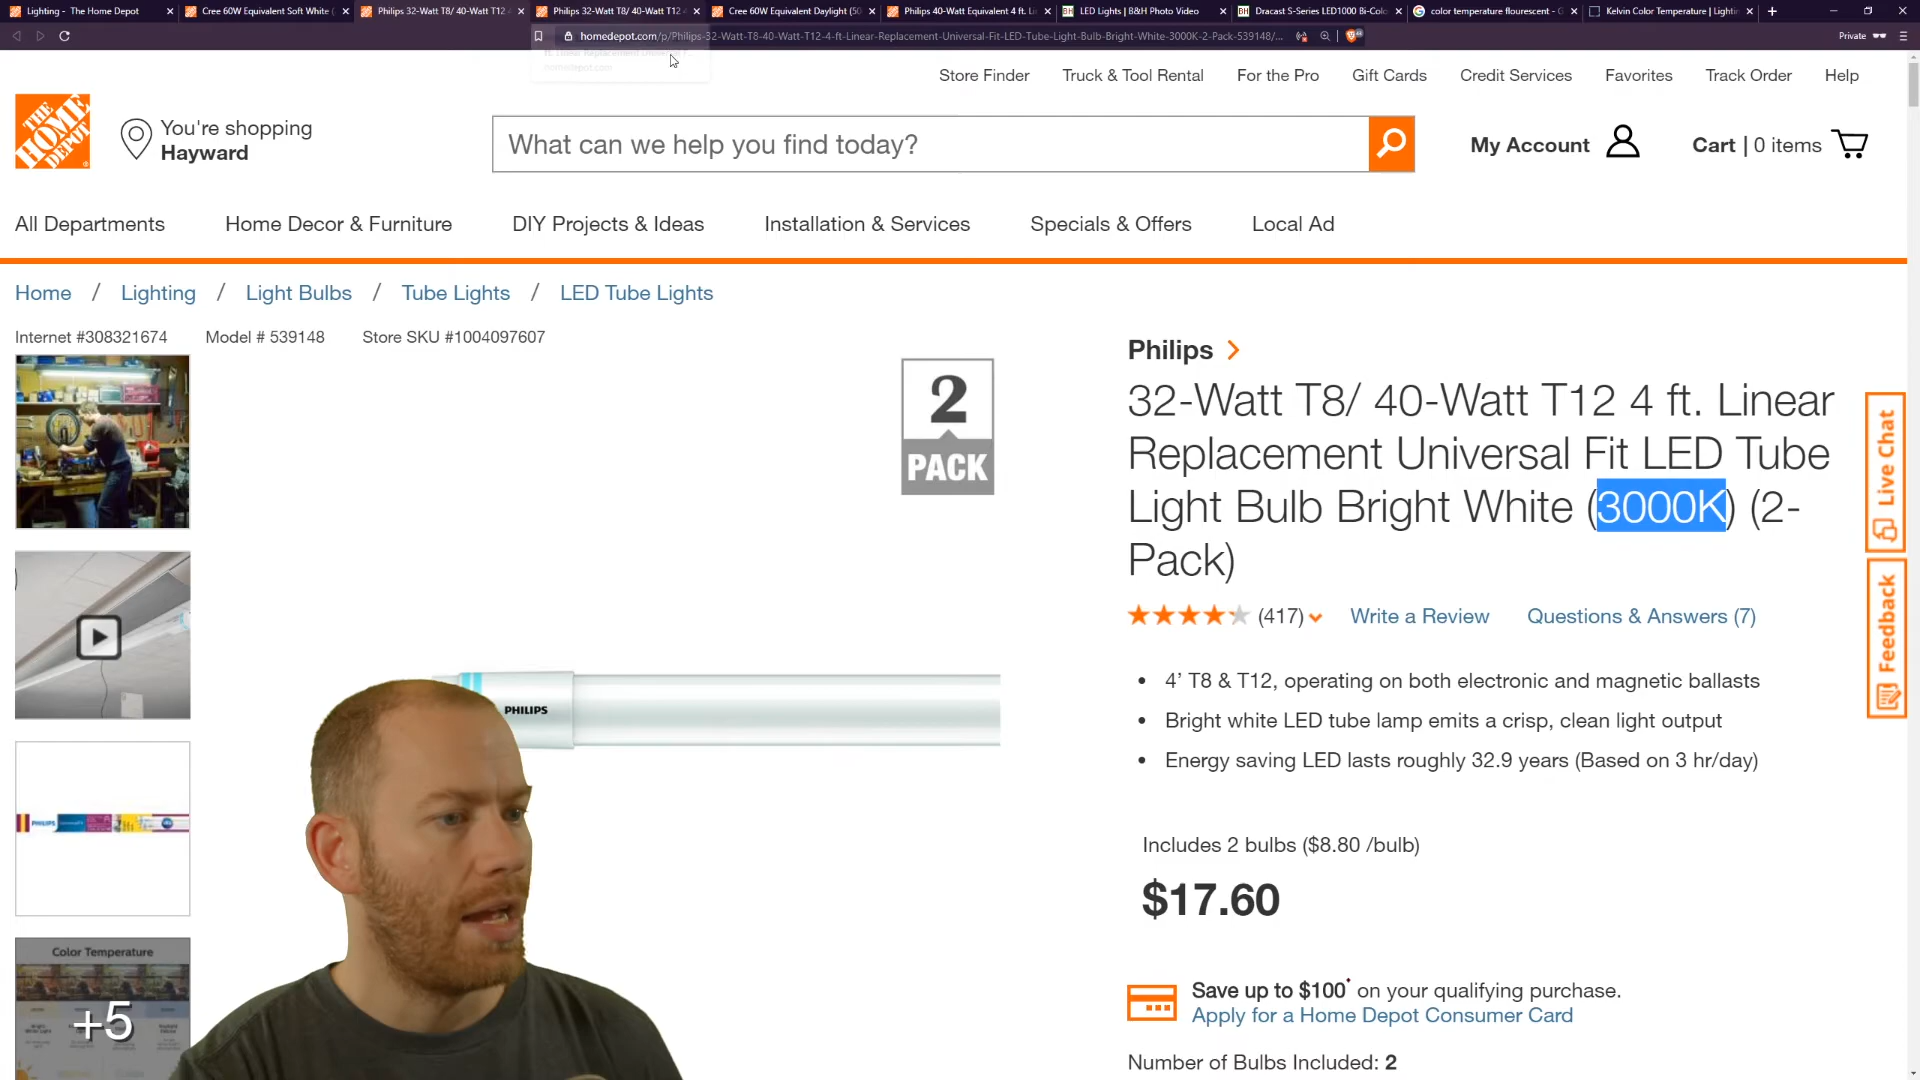 Lighting - The Home Depot
Cree 60W Equivalent Soft White (
Philips 32-Watt T8/ 40-Watt T12
Philips 32-Watt T8/ 40-Watt T12
Cree 60W Equivalent Daylight (50
Philips 40-Watt Equivalent 4 ft. Li
LED Lights | B&H Photo Video
Dracast S-Series LED1000 Bi-Colo
color temperature flourescent - G
Kelvin Color Temperature | Lightin
homedepot.com/p/Philips-32-Watt-T8-40-Watt-T12-4-ft-Linear-Replacement-Universal-Fit-LED-Tube-Light-Bulb-Bright-White-3000K-2-Pack-539148/...
Private
homedepot.com
Store Finder
Truck & Tool Rental
For the Pro
Gift Cards
Credit Services
Favorites
Track Order
Help
THE HOME DEPOT
You're shopping
Hayward
What can we help you find today?
My Account
Cart | 0 items
All Departments
Home Decor & Furniture
DIY Projects & Ideas
Installation & Services
Specials & Offers
Local Ad
Home / Lighting / Light Bulbs / Tube Lights / LED Tube Lights
Internet #308321674
Model # 539148
Store SKU #1004097607
2
PACK
PHILIPS
PHILIPS
Color Temperature
+5
Philips
32-Watt T8/ 40-Watt T12 4 ft. Linear
Replacement Universal Fit LED Tube
Light Bulb Bright White (3000K) (2-
Pack)
(417)
Write a Review
Questions & Answers (7)
• 4’ T8 & T12, operating on both electronic and magnetic ballasts
• Bright white LED tube lamp emits a crisp, clean light output
• Energy saving LED lasts roughly 32.9 years (Based on 3 hr/day)
Includes 2 bulbs ($8.80 /bulb)
$17.60
Save up to $100* on your qualifying purchase.
Apply for a Home Depot Consumer Card
Number of Bulbs Included: 2
Live Chat
Feedback